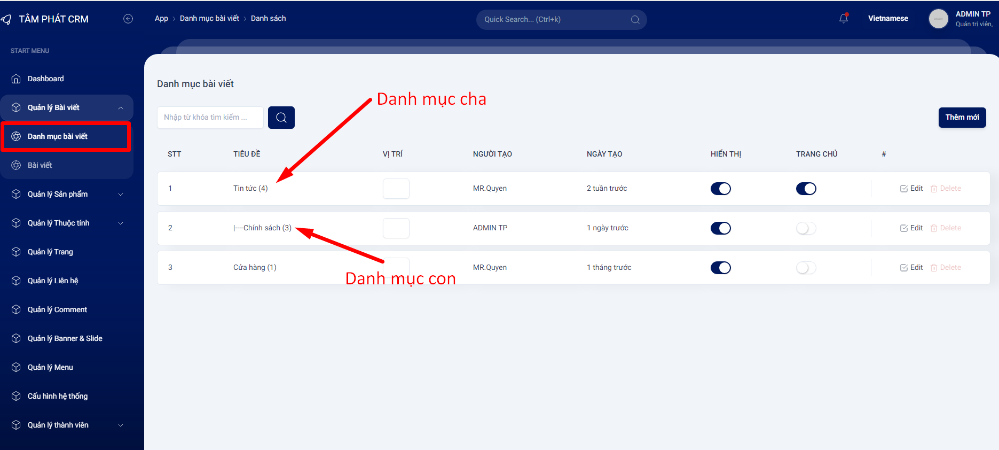 TÂM PHÁT CRM
App > Danh mục bài viết > Danh sách
Quick Search... (Ctrl+k)
Vietnamese
ADMIN TP
Quản trị viên,
START MENU
Dashboard
Quản lý Bài viết
Danh mục bài viết
Bài viết
Quản lý Sản phẩm
Quản lý Thuộc tính
Quản lý Trang
Quản lý Liên hệ
Quản lý Comment
Quản lý Banner & Slide
Quản lý Menu
Cấu hình hệ thống
Quản lý thành viên
Danh mục bài viết
Danh mục cha
Nhập từ khóa tìm kiếm ...
Thêm mới
STT TIÊU ĐỀ VỊ TRÍ NGƯỜI TẠO NGÀY TẠO HIỂN THỊ TRANG CHỦ #
1 Tin tức (4) MR.Quyen 2 tuần trước Edit Delete
2 |----Chính sách (3) ADMIN TP 1 ngày trước Edit Delete
3 Cửa hàng (1) MR.Quyen 1 tháng trước Edit Delete
Danh mục con